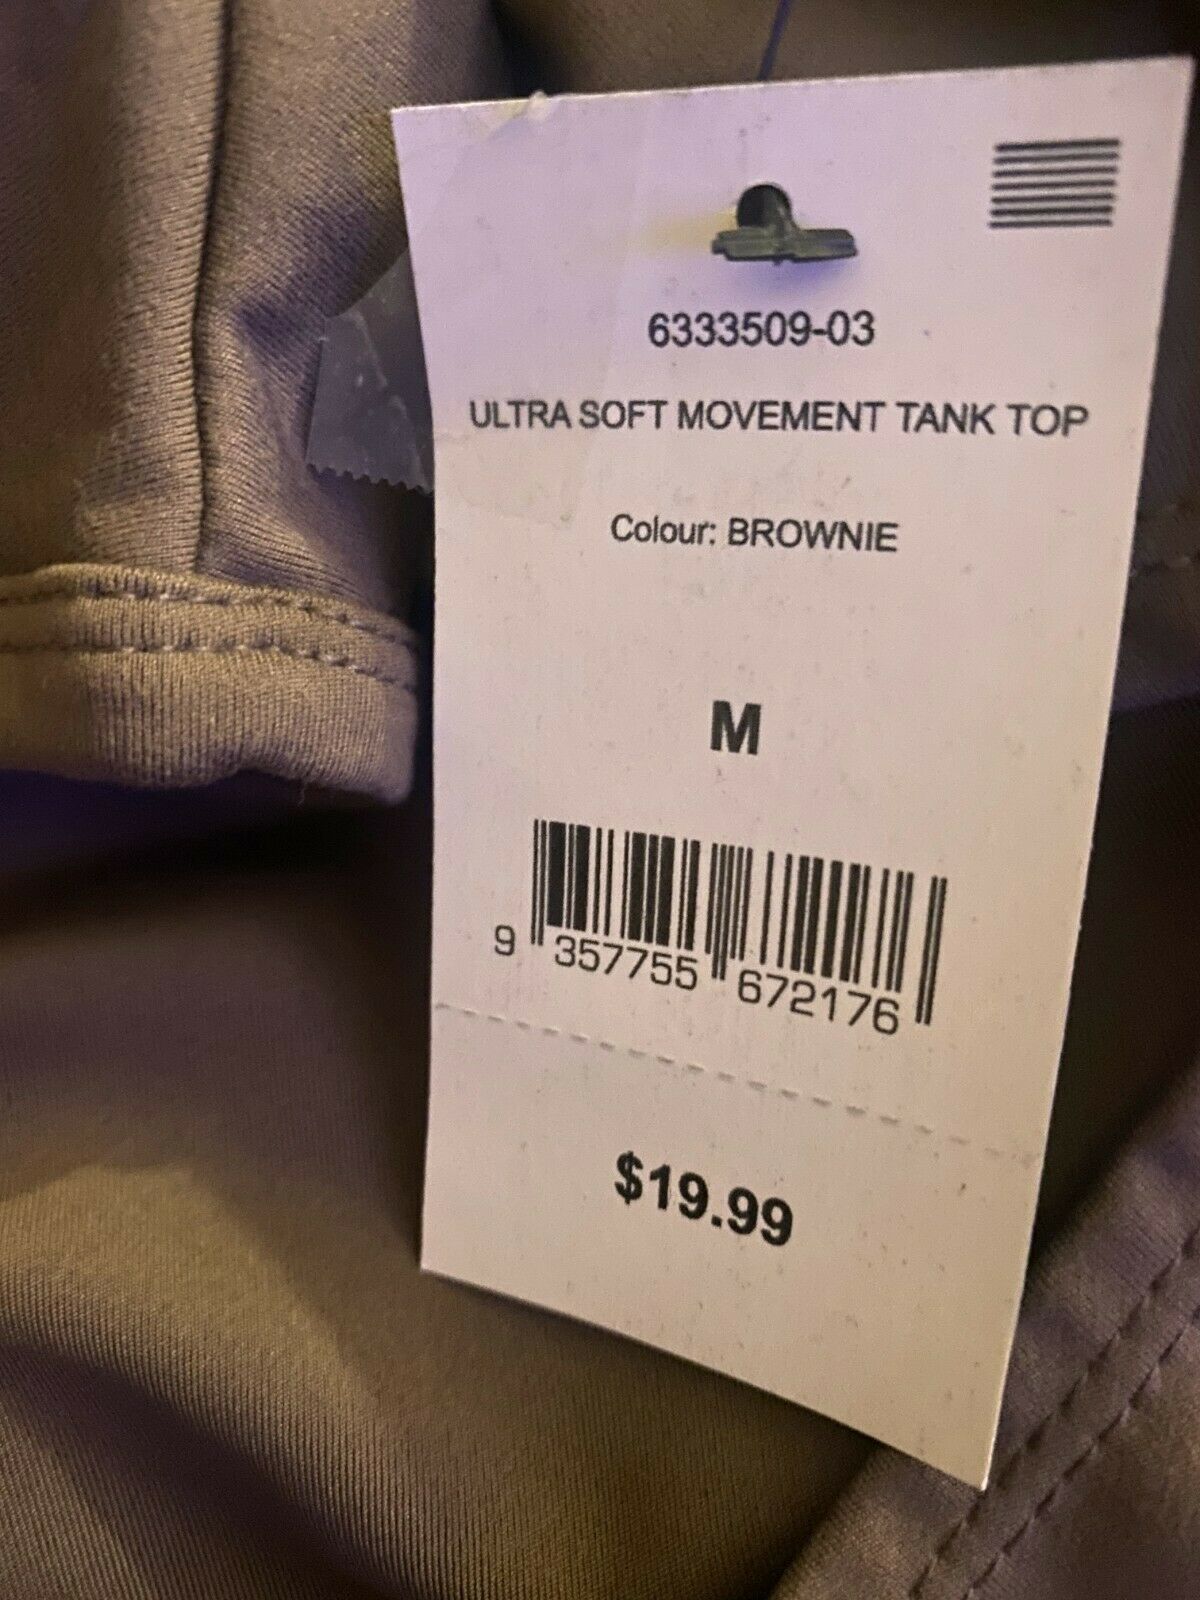 6333509-03
ULTRA SOFT MOVEMENT TANK TOP
Colour: BROWNIE
M
9 357755 672176
$19.99